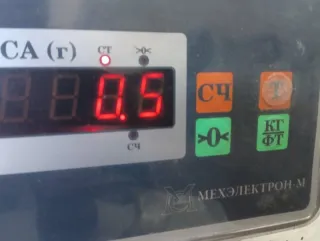 СА (г)
СТ >0<
0.5
СЧ
СЧ
>0< КГ
ФТ
МЕХЭЛЕКТРОН-М